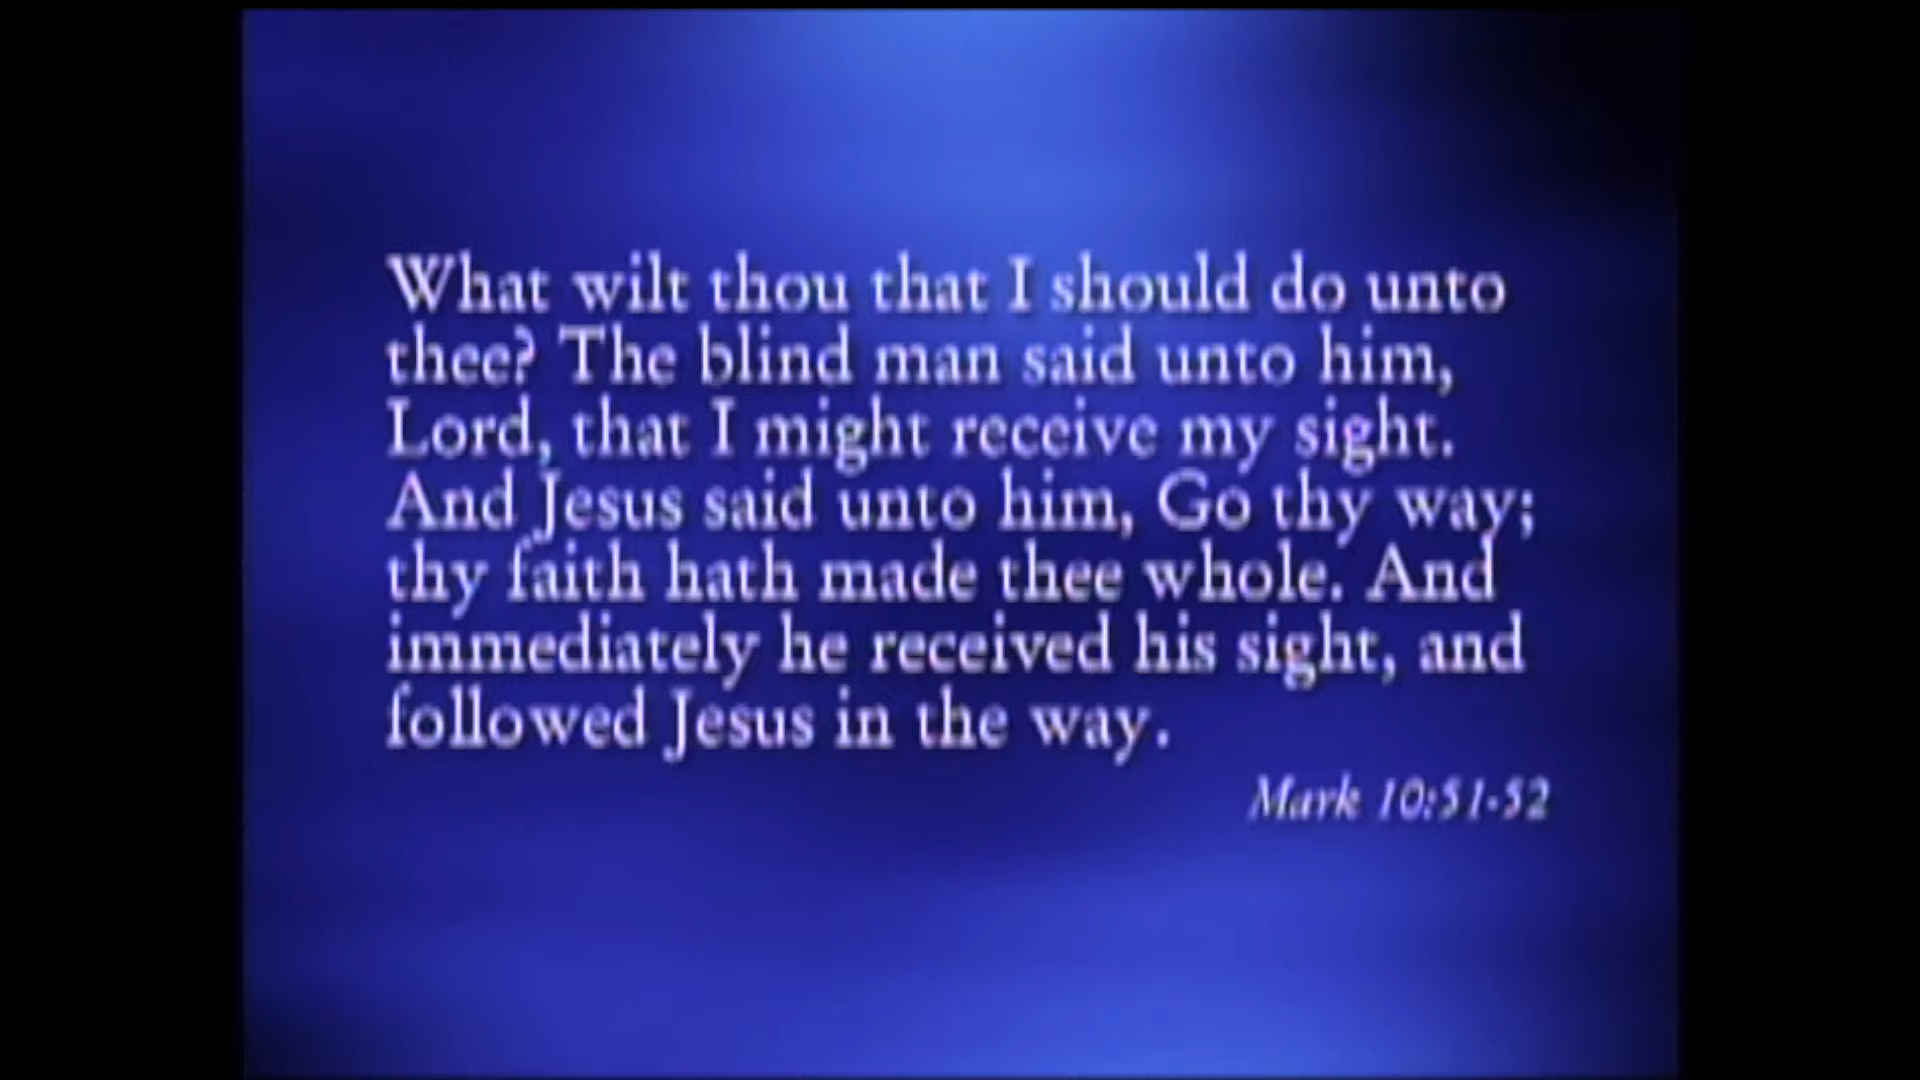 What wilt thou that I should do unto
thee? The blind man said unto him,
Lord, that I might receive my sight.
And Jesus said unto him, Go thy way;
thy faith hath made thee whole. And
immediately he received his sight, and
followed Jesus in the way.
Mark 10:51-52